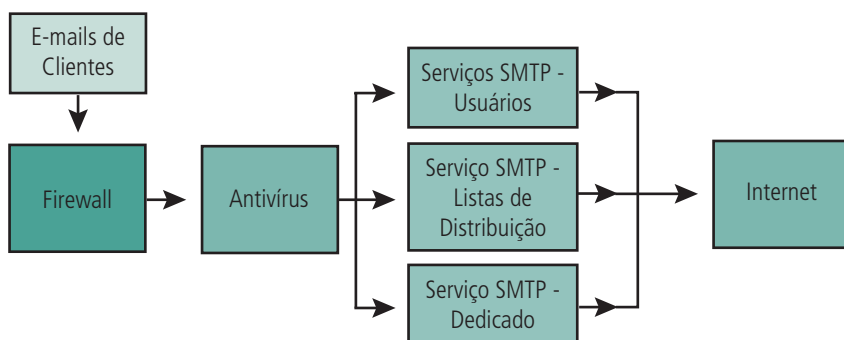 E-mails de
Clientes
Firewall
Antivírus
Serviços SMTP -
Usuários
Serviço SMTP -
Listas de
Distribuição
Serviço SMTP -
Dedicado
Internet